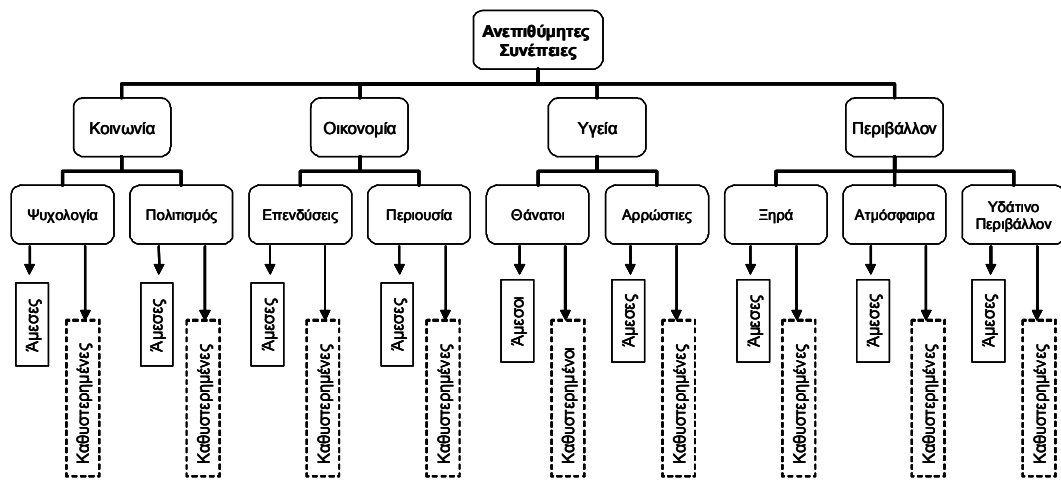 Ανεπιθύμητες
Συνέπειες
Κοινωνία
Οικονομία
Υγεία
Περιβάλλον
Ψυχολογία
Πολιτισμός
Επενδύσεις
Περιουσία
Θάνατοι
Αρρώστιες
Ξηρά
Ατμόσφαιρα
Υδάτινο
Περιβάλλον
Άμεσες
Καθυστερημένες
Άμεσες
Καθυστερημένες
Άμεσες
Καθυστερημένες
Άμεσες
Καθυστερημένες
Άμεσοι
Καθυστερημένοι
Άμεσες
Καθυστερημένες
Άμεσες
Καθυστερημένες
Άμεσες
Καθυστερημένες
Άμεσες
Καθυστερημένες